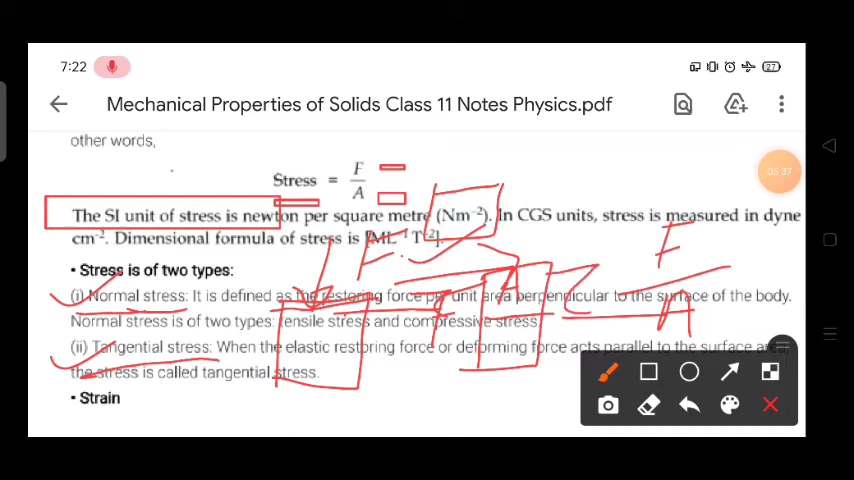 7:22
27
Mechanical Properties of Solids Class 11 Notes Physics.pdf
05:37
other words,
Stress = F
A
The SI unit of stress is newton per square metre (Nm-2). In CGS units, stress is measured in dyne
cm-2. Dimensional formula of stress is [ML-1 T-2].
F
F
• Stress is of two types:
(i) Normal stress: It is defined as the restoring force per unit area perpendicular to the surface of the body.
A
Normal stress is of two types: tensile stress and compressive stress.
(ii) Tangential stress: When the elastic restoring force or deforming force acts parallel to the surface area,
the stress is called tangential stress.
• Strain